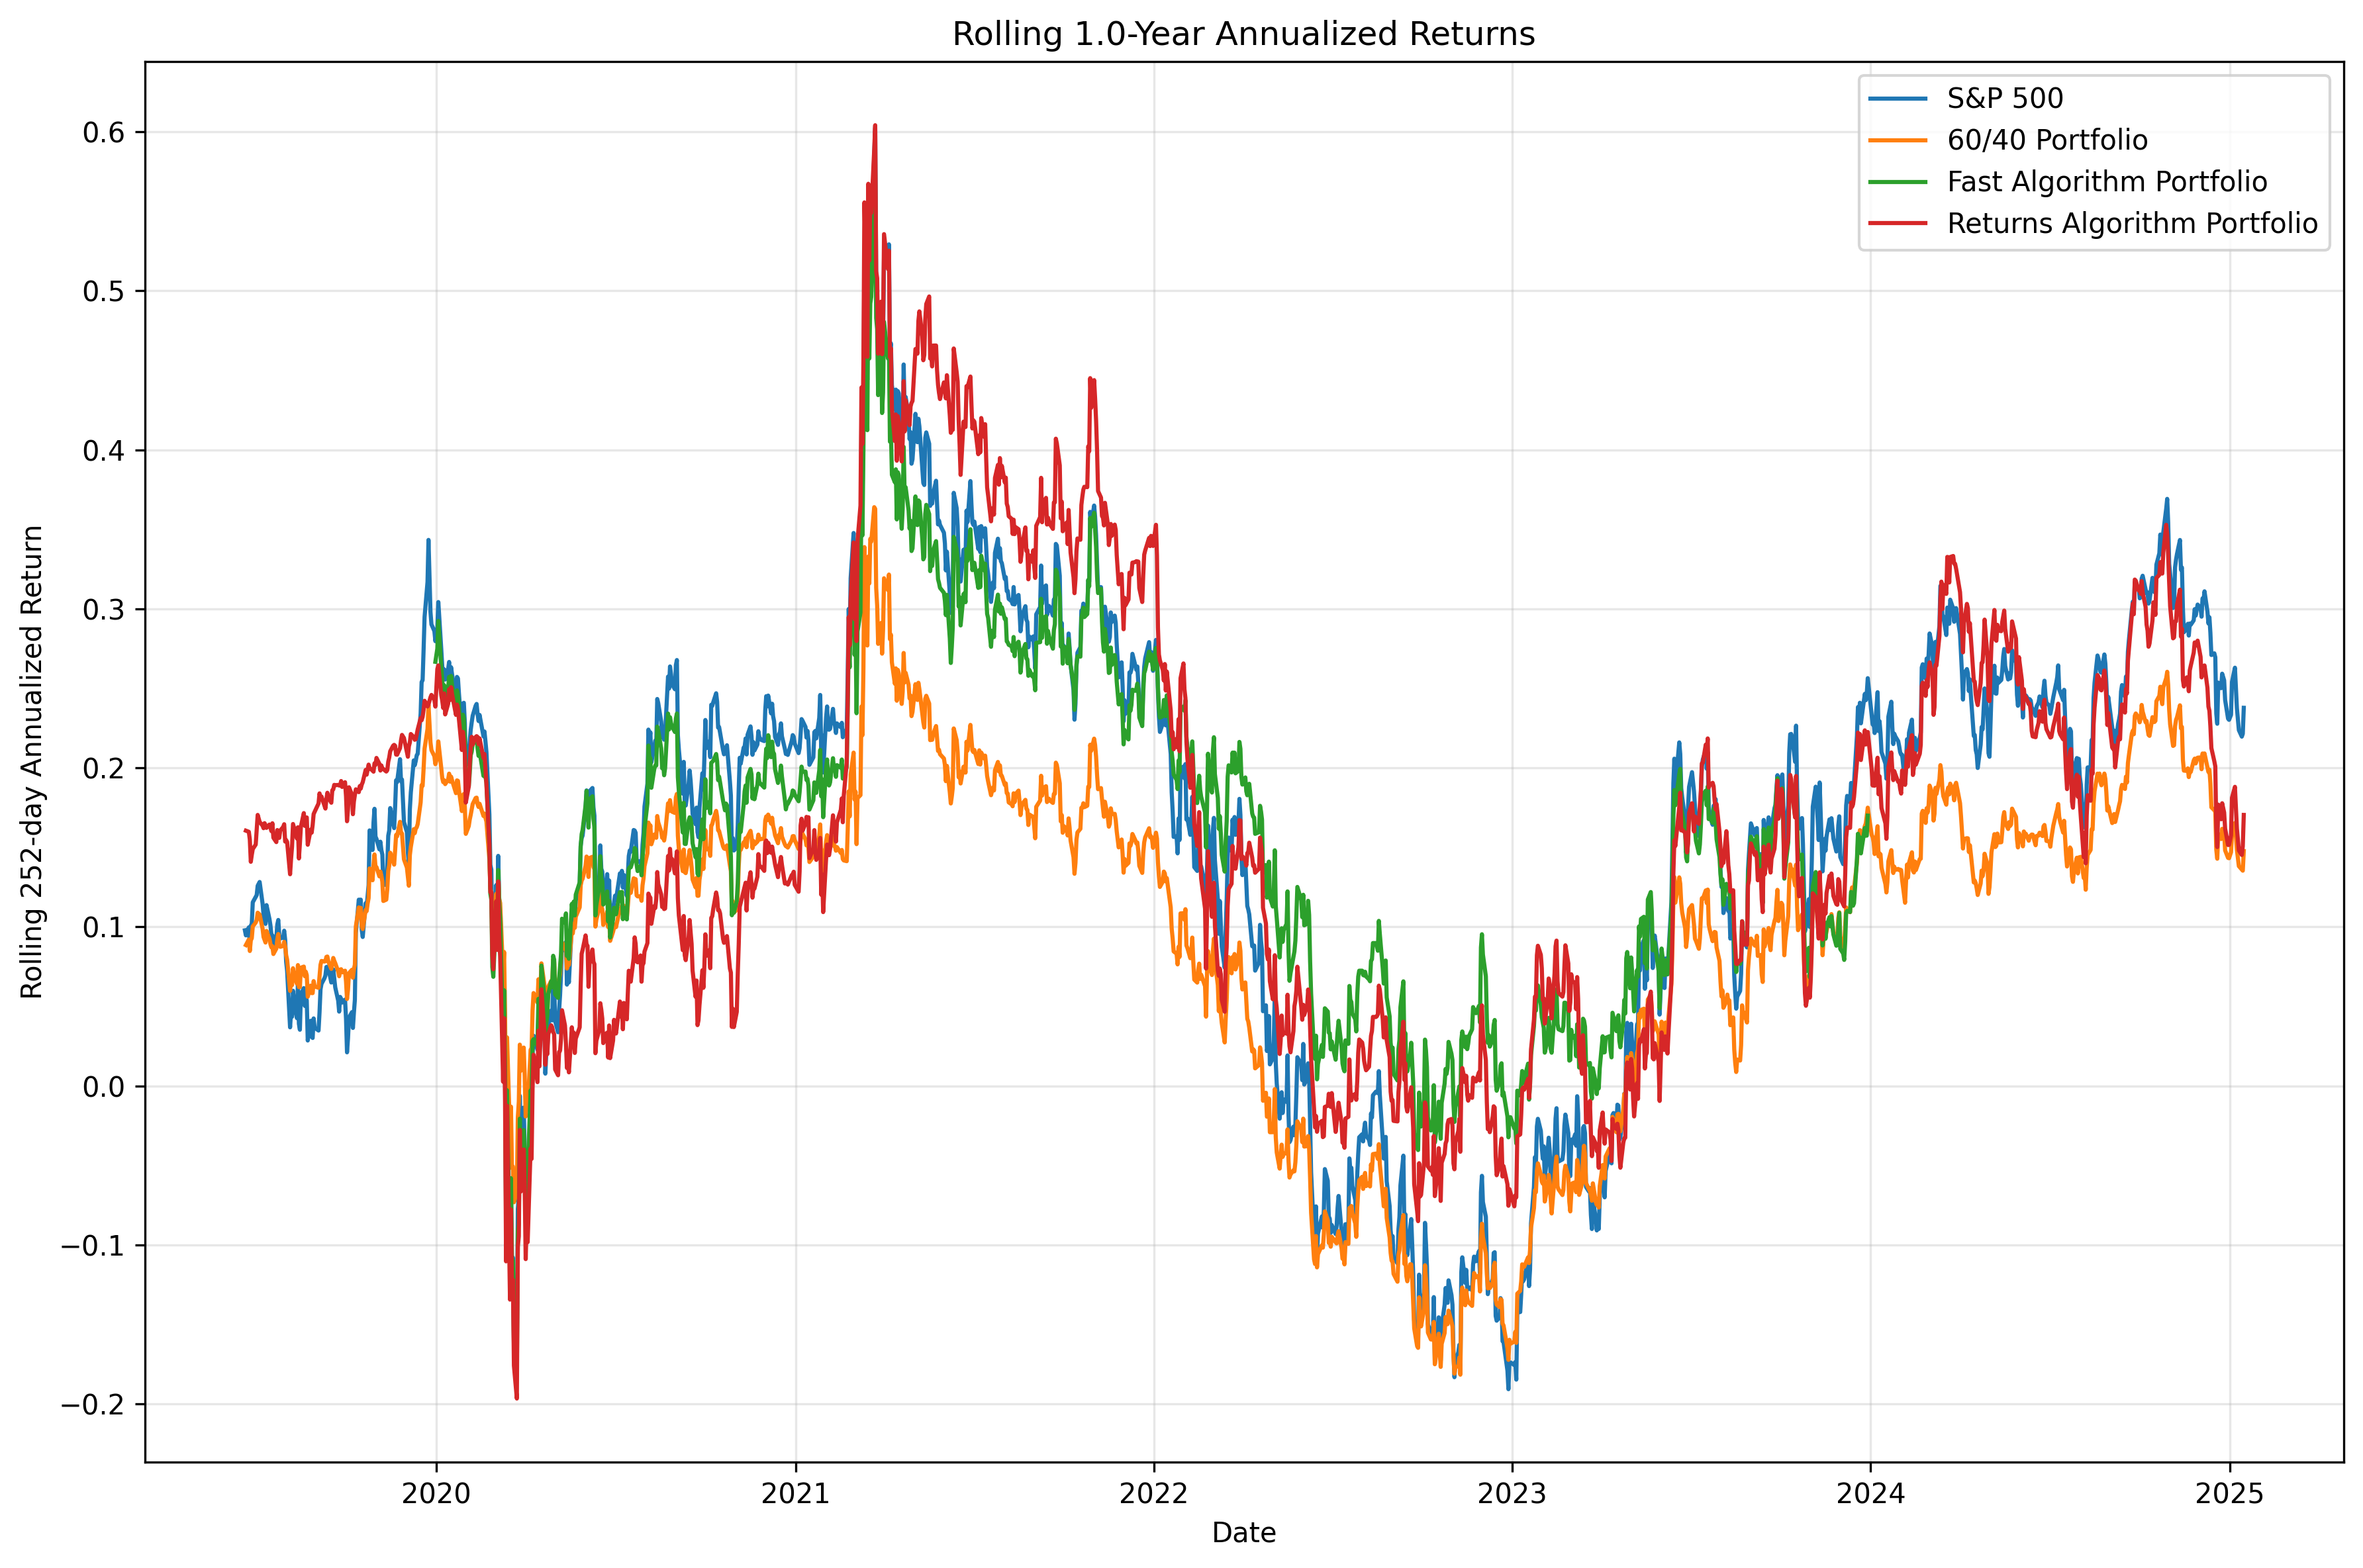 Rolling 1.0-Year Annualized Returns
S&P 500
60/40 Portfolio
Fast Algorithm Portfolio
Returns Algorithm Portfolio
Rolling 252-day Annualized Return
0.6
0.5
0.4
0.3
0.2
0.1
0.0
−0.1
−0.2
2020 2021 2022 2023 2024 2025
Date